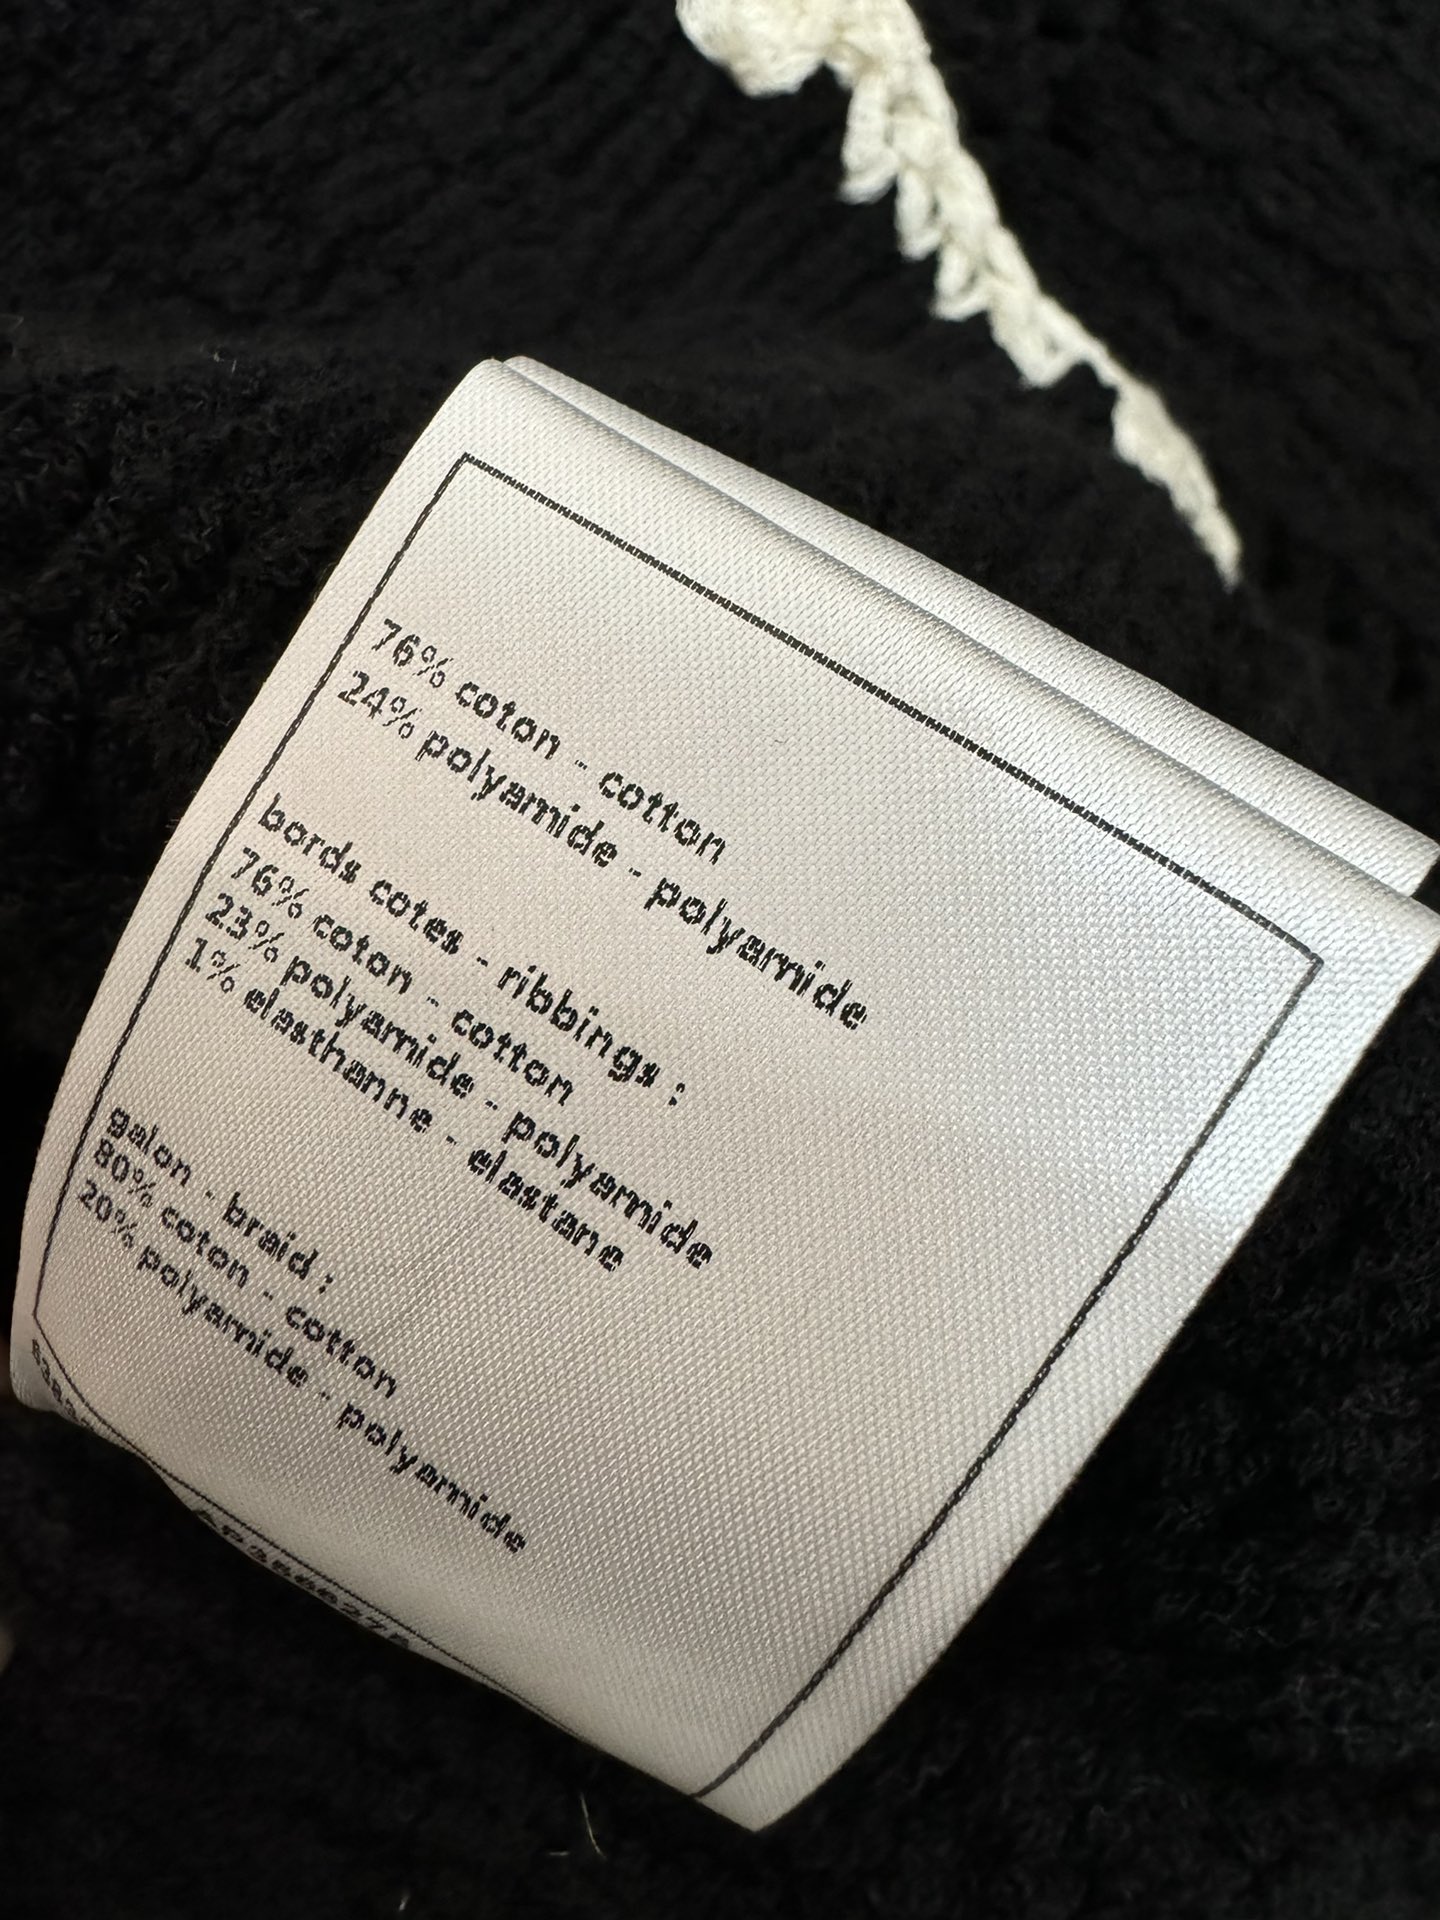 76% coton - cotton
24% polyamide - polyamide
bords cotes - ribbings :
76% coton - cotton
23% polyamide - polyamide
1% elasthanne - elastane
galon - braid :
80% coton - cotton
20% polyamide - polyamide